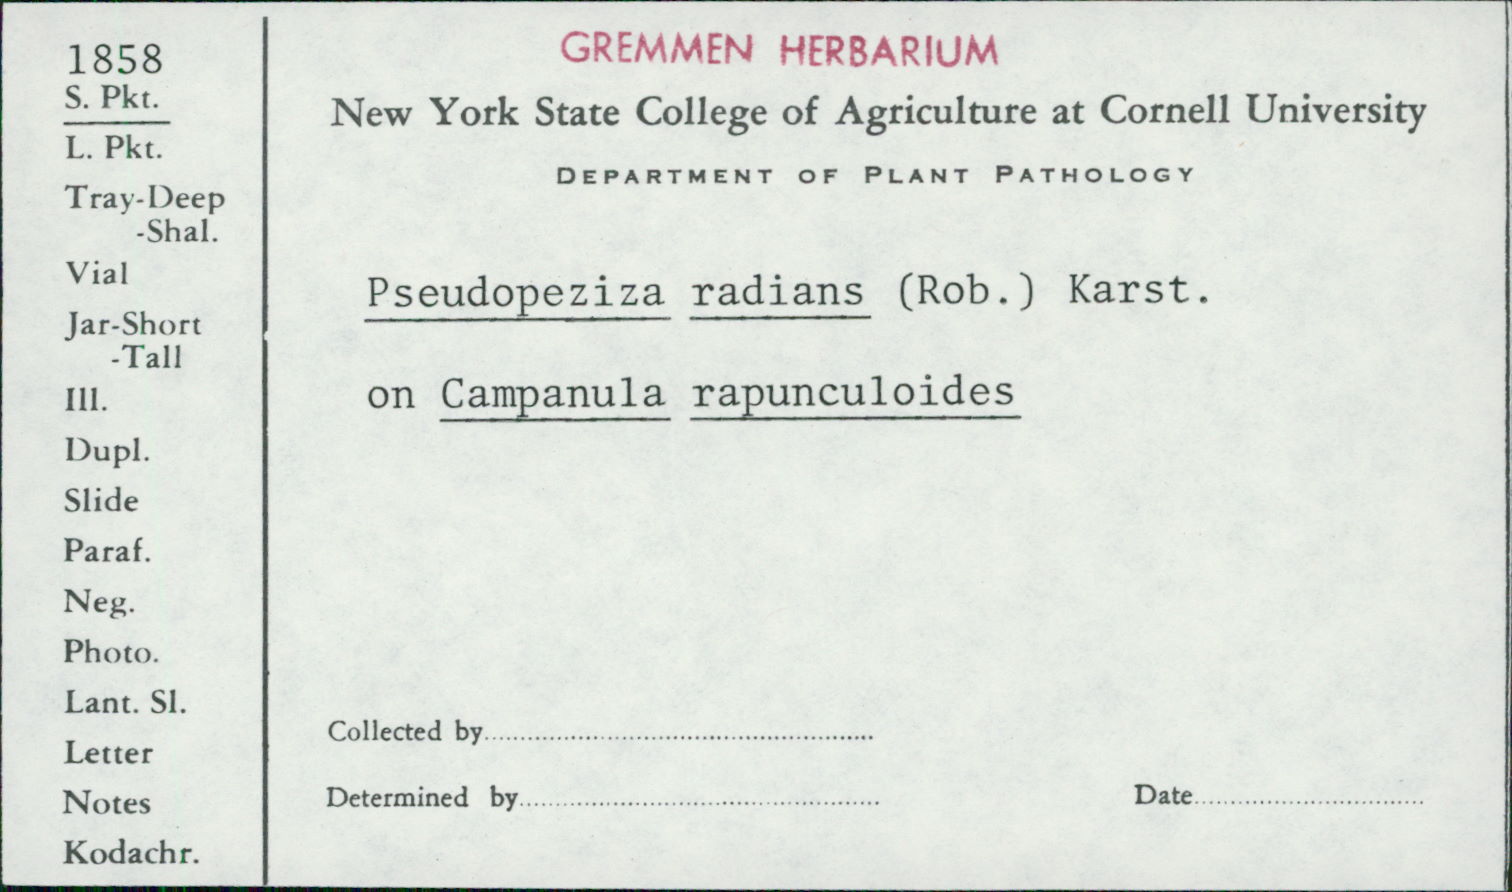 1858
S. Pkt.
L. Pkt.
Tray-Deep
-Shal.
Vial
Jar-Short
-Tall
Ill.
Dupl.
Slide
Paraf.
Neg.
Photo.
Lant. Sl.
Letter
Notes
Kodachr.
GREMMEN HERBARIUM
New York State College of Agriculture at Cornell University
DEPARTMENT OF PLANT PATHOLOGY
Pseudopeziza radians (Rob.) Karst.
on Campanula rapunculoides
Collected by
Determined by
Date